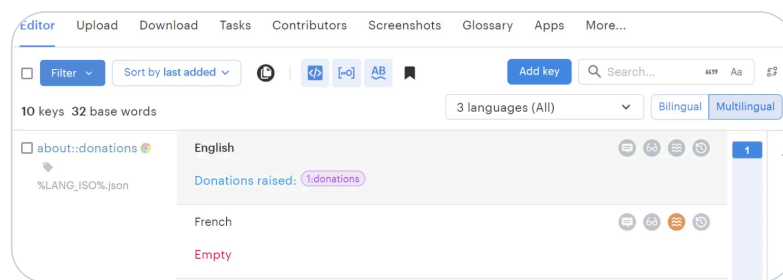 Editor Upload Download Tasks Contributors Screenshots Glossary Apps More...
Filter Sort by last added </> [⊷] AB Add key Search... “” Aa
10 keys 32 base words 3 languages (All) Bilingual Multilingual
about::donations English 1
Donations raised: 1:donations
%LANG_ISO%.json
French
Empty